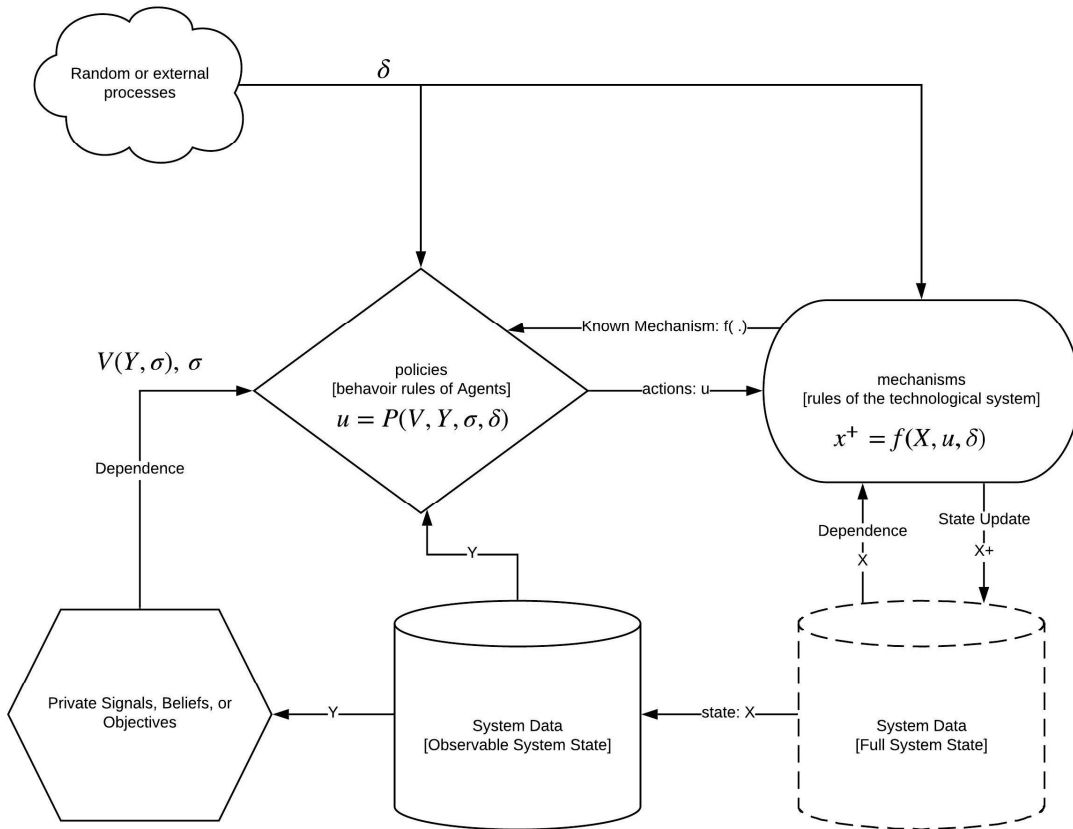 Random or external
processes
δ
Known Mechanism: f( .)
V(Y, σ), σ
policies
[behavoir rules of Agents]
u = P(V, Y, σ, δ)
actions: u
mechanisms
[rules of the technological system]
x⁺ = f(X, u, δ)
Dependence
Dependence
X
State Update
X+
Y
Private Signals, Beliefs, or
Objectives
Y
System Data
[Observable System State]
state: X
System Data
[Full System State]